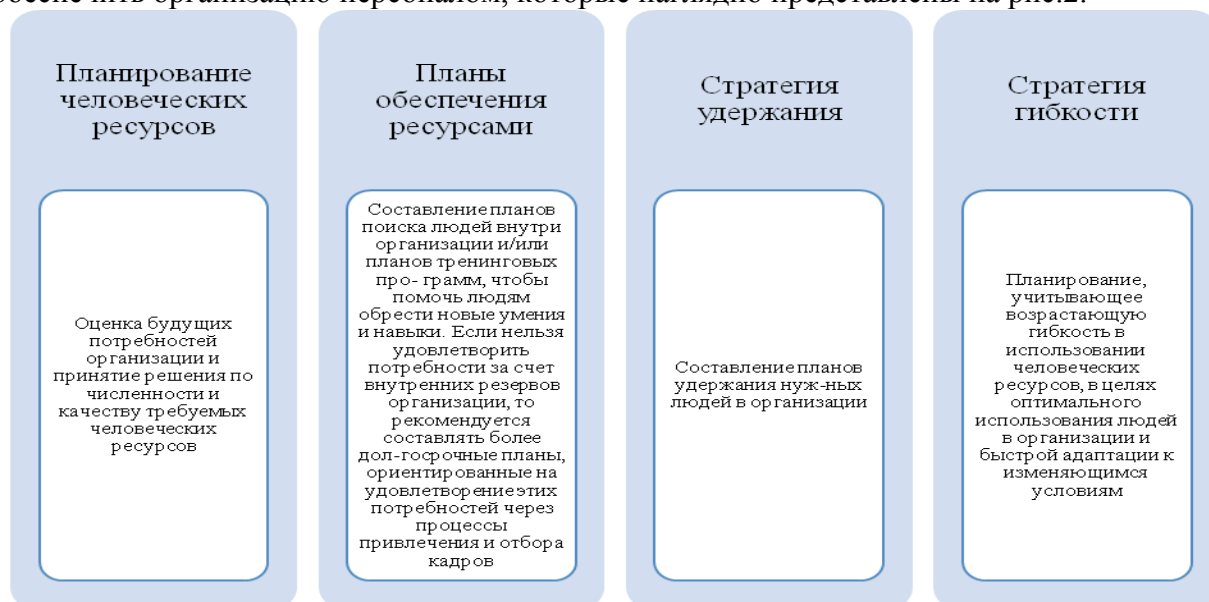 обеспечить организацию персоналом, которые наглядно представлены на рис.2.
Планирование
человеческих
ресурсов
Оценка будущих
потребностей
организации и
принятие решения по
численности и
качеству требуемых
человеческих
ресурсов
Планы
обеспечения
ресурсами
Составление планов
поиска людей внутри
организации и/или
планов тренинговых
про- грамм, чтобы
помочь людям
обрести новые умения
и навыки. Если нельзя
удовлетворить
потребности за счет
внутренних резервов
организации, то
рекомендуется
составлять более
дол-госрочные планы,
ориентированные на
удовлетворение этих
потребностей через
процессы
привлечения и отбора
кадров
Стратегия
удержания
Составление планов
удержания нуж-ных
людей в организации
Стратегия
гибкости
Планирование,
учитывающее
возрастающую
гибкость в
использовании
человеческих
ресурсов, в целях
оптимального
использования людей
в организации и
быстрой адаптации к
изменяющимся
условиям